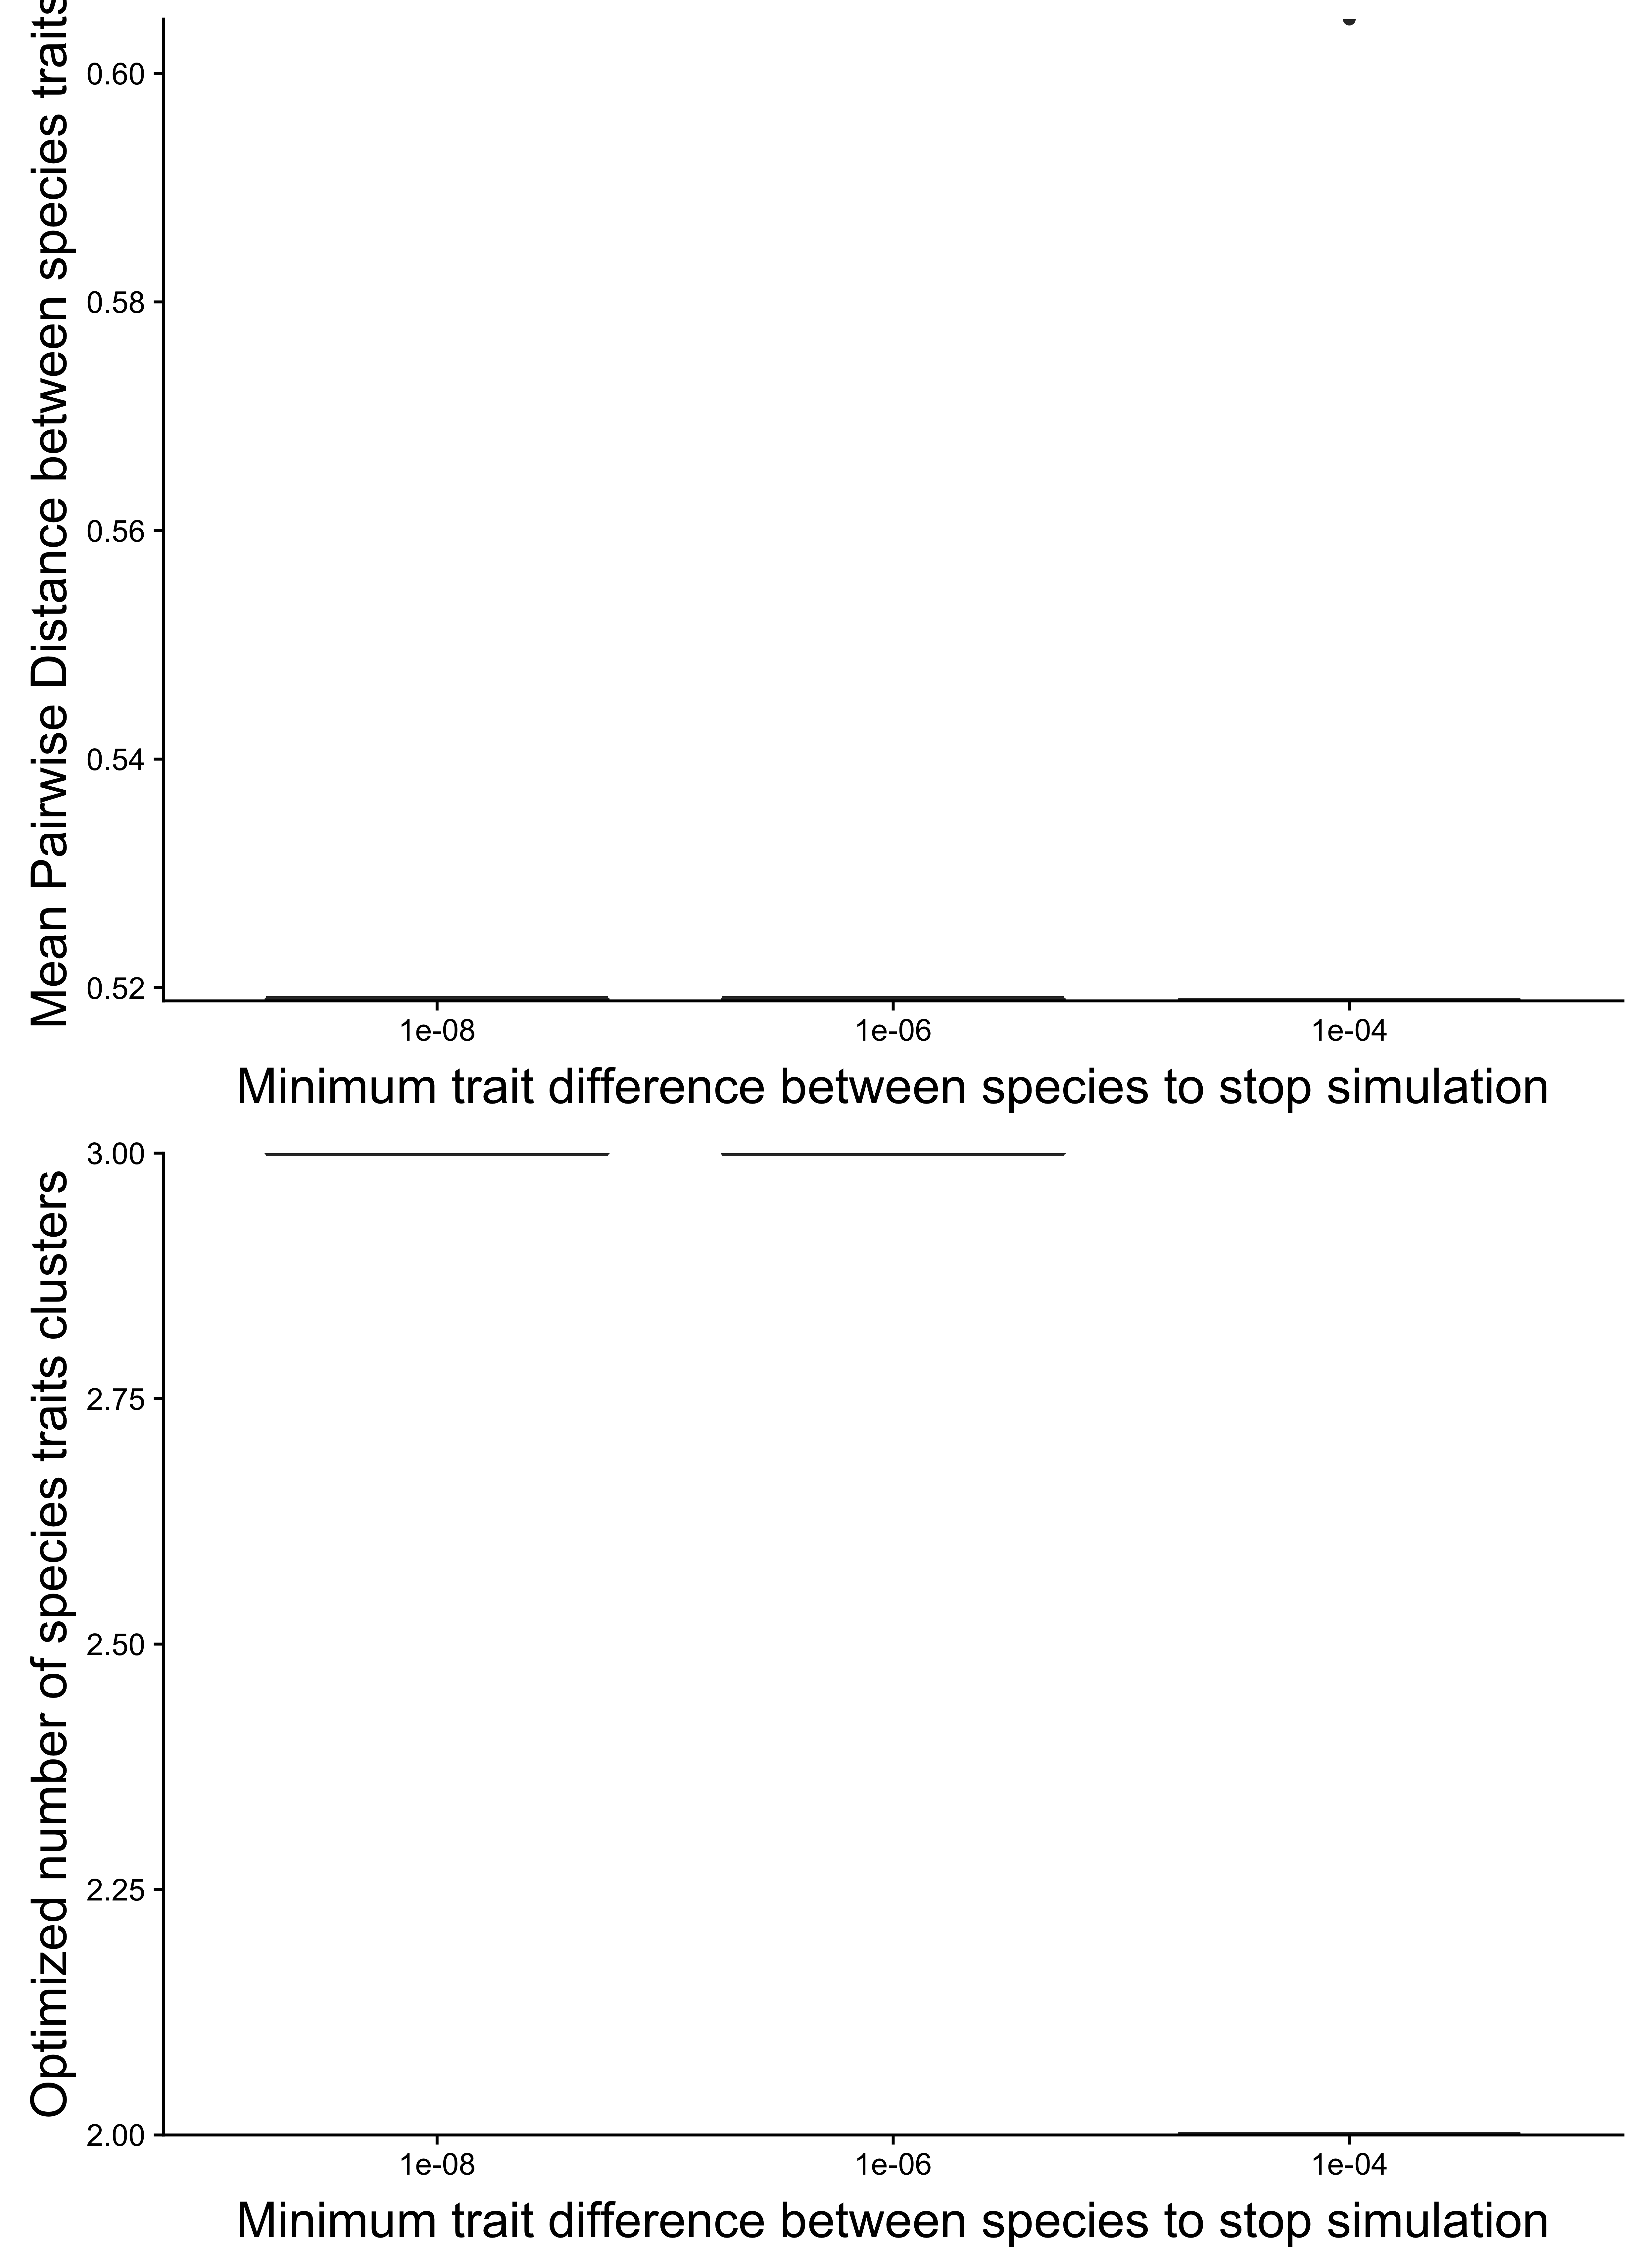 Mean Pairwise Distance between species traits
0.60
0.58
0.56
0.54
0.52
1e-08 1e-06 1e-04
Minimum trait difference between species to stop simulation
Optimized number of species traits clusters
3.00
2.75
2.50
2.25
2.00
1e-08 1e-06 1e-04
Minimum trait difference between species to stop simulation